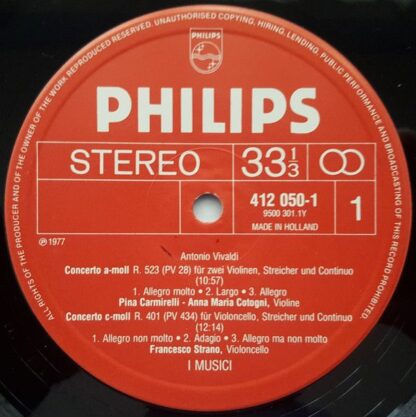 ALL RIGHTS OF THE PRODUCER AND OF THE OWNER OF THE WORK REPRODUCED RESERVED. UNAUTHORISED COPYING, HIRING, LENDING, PUBLIC PERFORMANCE AND BROADCASTING OF THIS RECORD PROHIBITED.
PHILIPS
PHILIPS
STEREO 33 1/3
412 050-1
9500 301.1Y
MADE IN HOLLAND
1
℗ 1977
Antonio Vivaldi
Concerto a-moll R. 523 (PV 28) für zwei Violinen, Streicher und Continuo
(10:57)
1. Allegro molto • 2. Largo • 3. Allegro
Pina Carmirelli - Anna Maria Cotogni, Violine
Concerto c-moll R. 401 (PV 434) für Violoncello, Streicher und Continuo
(12:14)
1. Allegro non molto • 2. Adagio • 3. Allegro ma non molto
Francesco Strano, Violoncello
I MUSICI